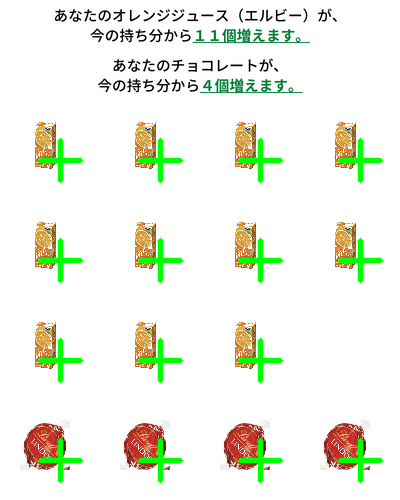 あなたのオレンジジュース（エルビー）が、
今の持ち分から１１個増えます。
あなたのチョコレートが、
今の持ち分から４個増えます。